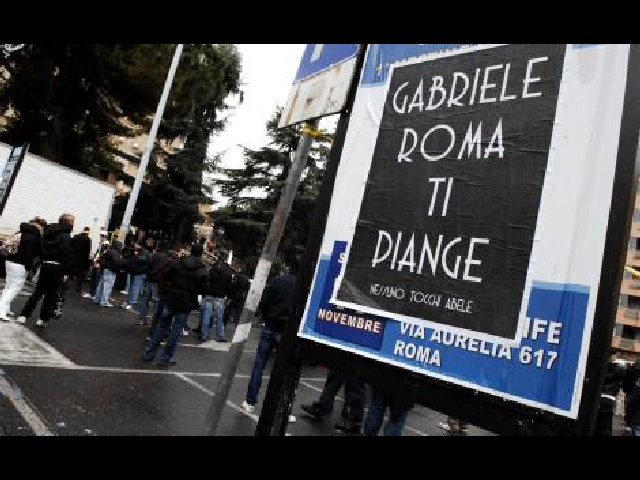 GABRIELE
ROMA
TI
PIANGE
NESSUNO TOCCHI ABELE
NOVEMBRE
VIA AURELIA 617
ROMA